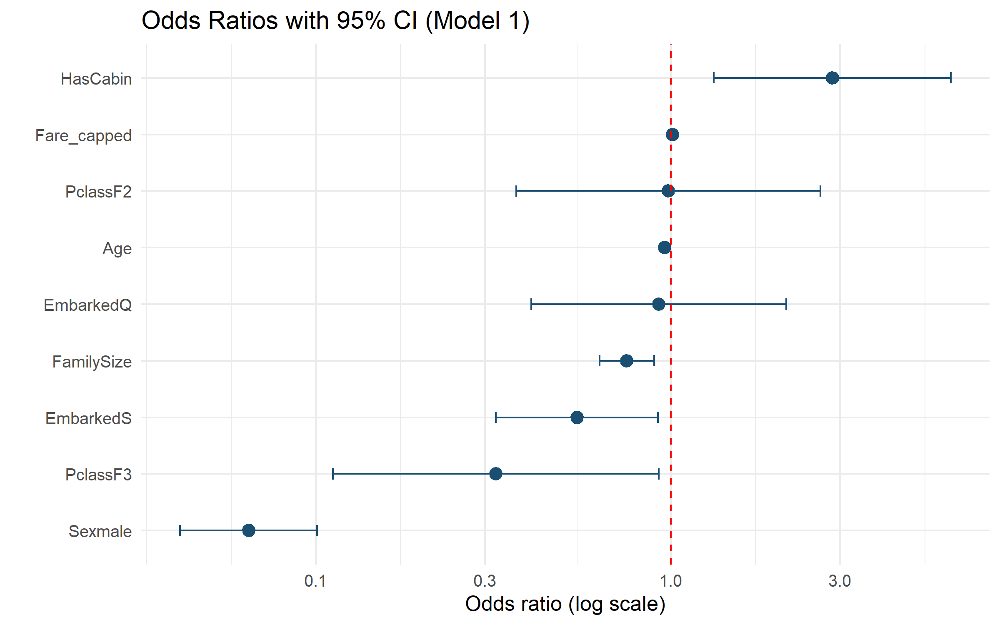 Odds Ratios with 95% CI (Model 1)
HasCabin
Fare_capped
PclassF2
Age
EmbarkedQ
FamilySize
EmbarkedS
PclassF3
Sexmale
0.1 0.3 1.0 3.0
Odds ratio (log scale)